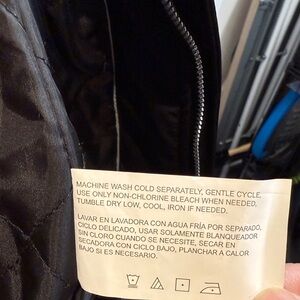 MACHINE WASH COLD SEPARATELY, GENTLE CYCLE.
USE ONLY NON-CHLORINE BLEACH WHEN NEEDED,
TUMBLE DRY LOW, COOL, IRON IF NEEDED.
LAVAR EN LAVADORA CON AGUA FRÍA POR SEPARADO,
CICLO DELICADO, USAR SOLAMENTE BLANQUEADOR
SIN CLORO CUANDO SE NECESITE, SECAR EN
SECADORA CON CICLO BAJO, PLANCHAR A CALOR
BAJO SI ES NECESARIO.